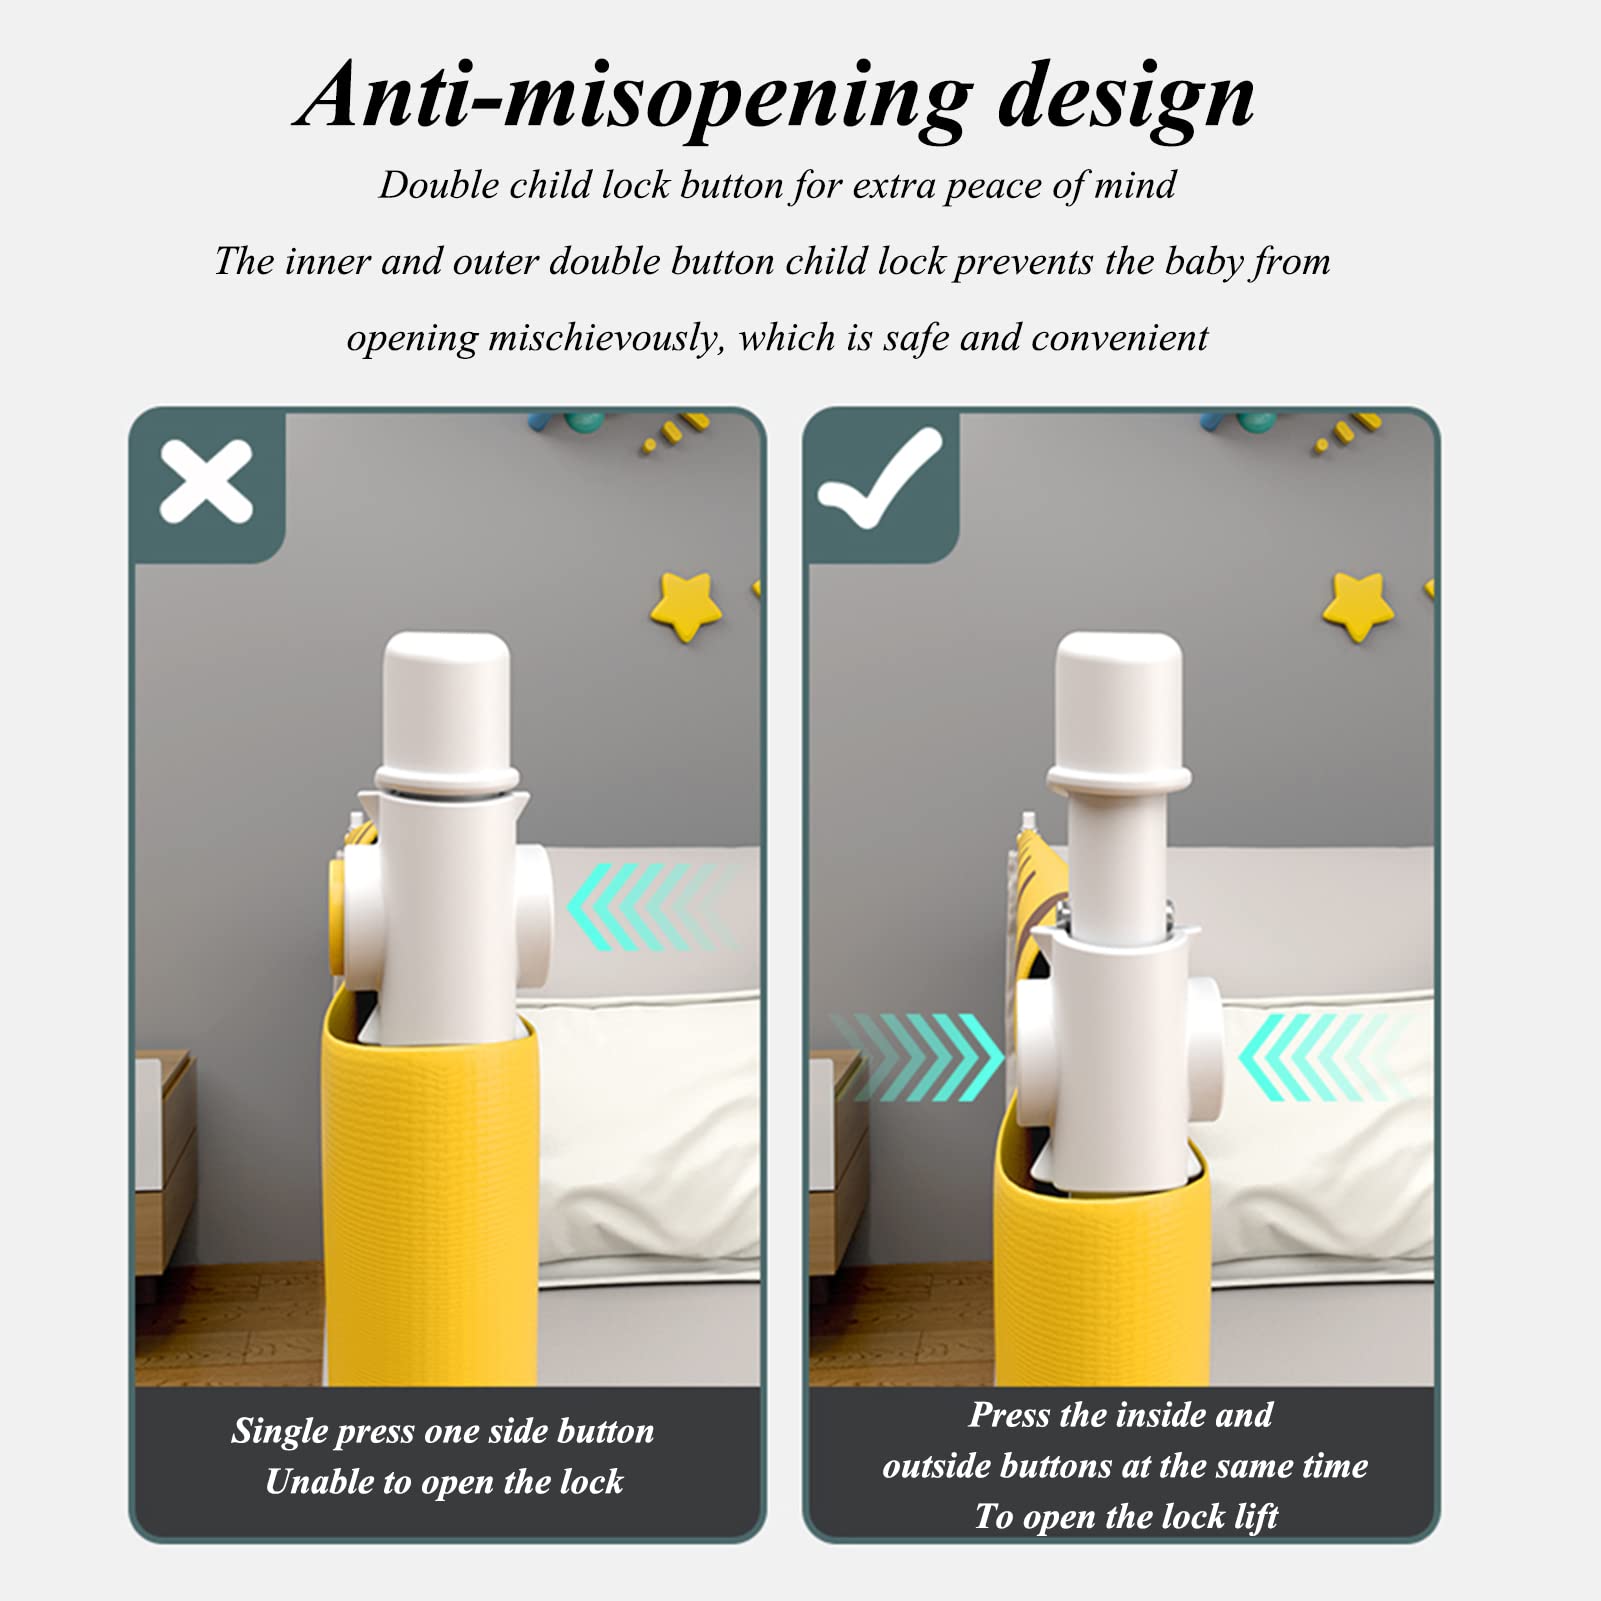 Anti-misopening design
Double child lock button for extra peace of mind
The inner and outer double button child lock prevents the baby from
opening mischievously, which is safe and convenient
Single press one side button
Unable to open the lock
Press the inside and
outside buttons at the same time
To open the lock lift